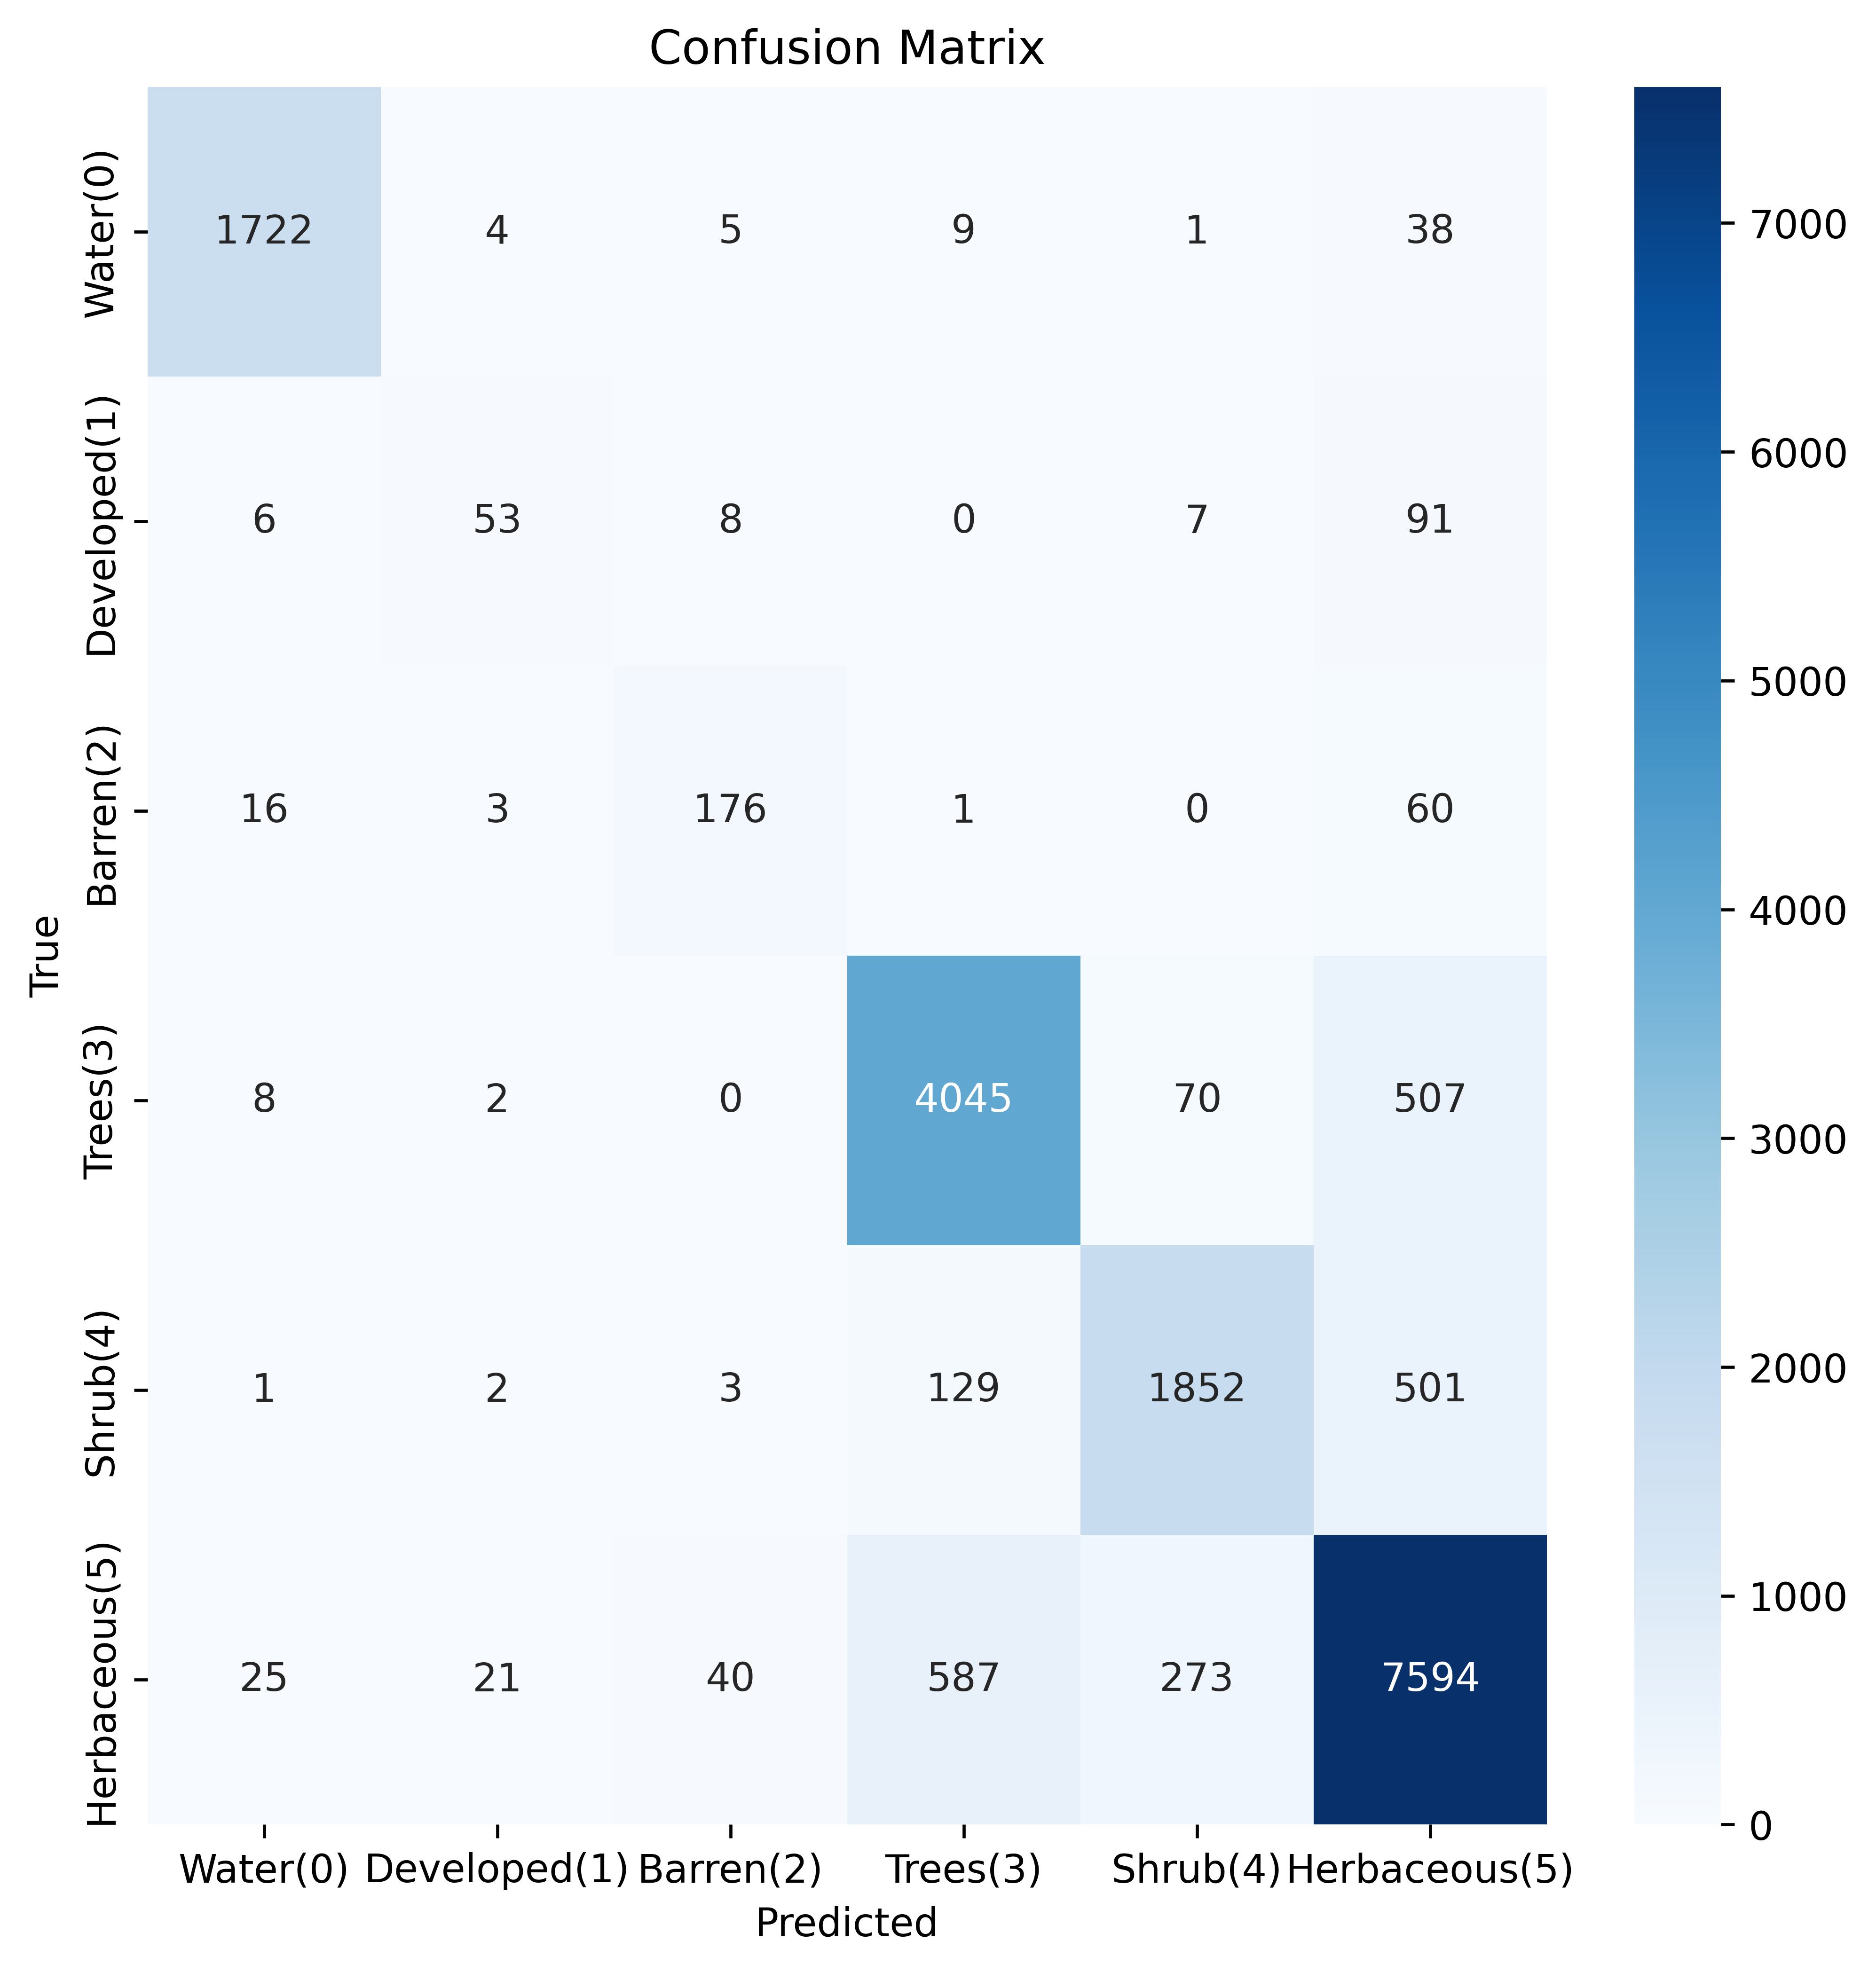 Confusion Matrix
Water(0) 1722 4 5 9 1 38
Developed(1) 6 53 8 0 7 91
Barren(2) 16 3 176 1 0 60
Trees(3) 8 2 0 4045 70 507
Shrub(4) 1 2 3 129 1852 501
Herbaceous(5) 25 21 40 587 273 7594
True
Water(0) Developed(1) Barren(2) Trees(3) Shrub(4) Herbaceous(5)
Predicted
7000
6000
5000
4000
3000
2000
1000
0